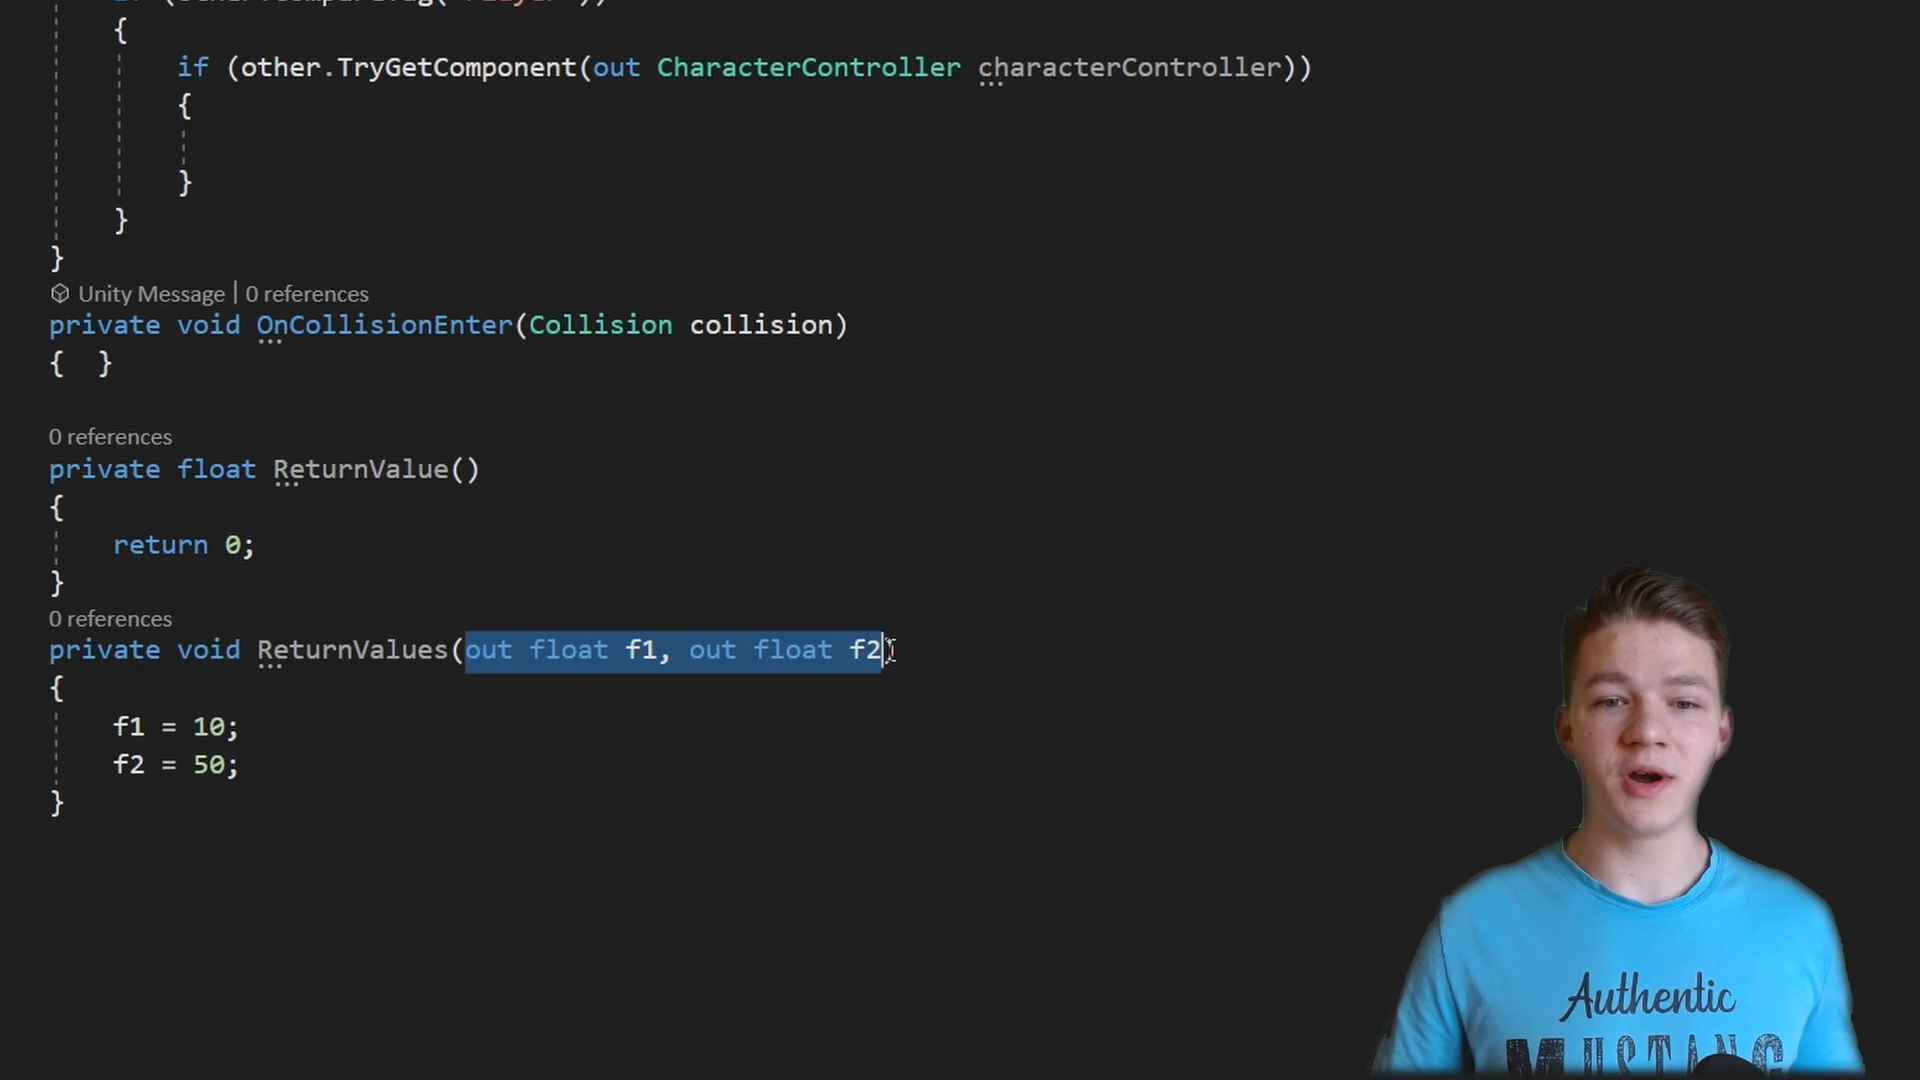 {
if (other.TryGetComponent(out CharacterController characterController))
{
}
}
}
Unity Message | 0 references
private void OnCollisionEnter(Collision collision)
{ }
0 references
private float ReturnValue()
{
return 0;
}
0 references
private void ReturnValues(out float f1, out float f2)
{
f1 = 10;
f2 = 50;
}
Authentic
MUSTANG